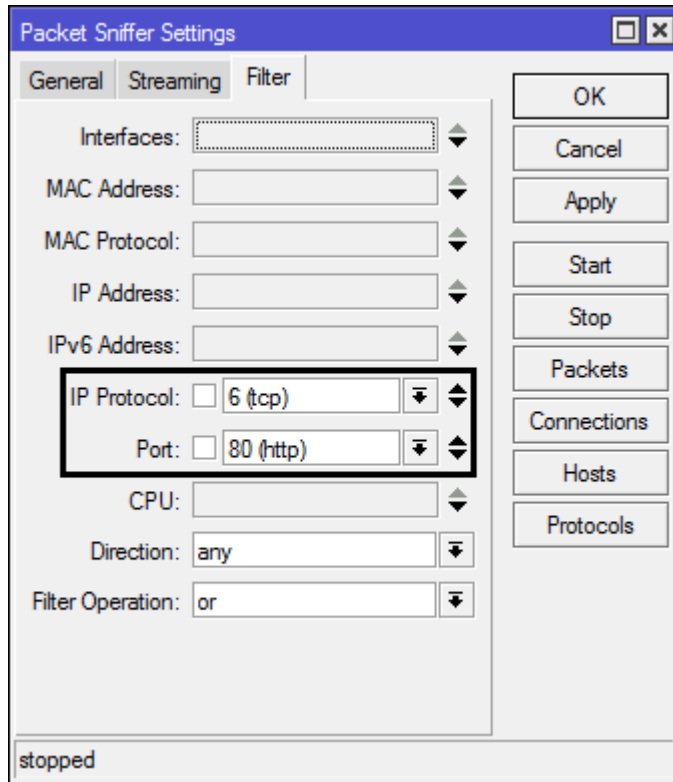 Packet Sniffer Settings
General Streaming Filter
Interfaces:
MAC Address:
MAC Protocol:
IP Address:
IPv6 Address:
IP Protocol: 6 (tcp)
Port: 80 (http)
CPU:
Direction: any
Filter Operation: or
OK
Cancel
Apply
Start
Stop
Packets
Connections
Hosts
Protocols
stopped